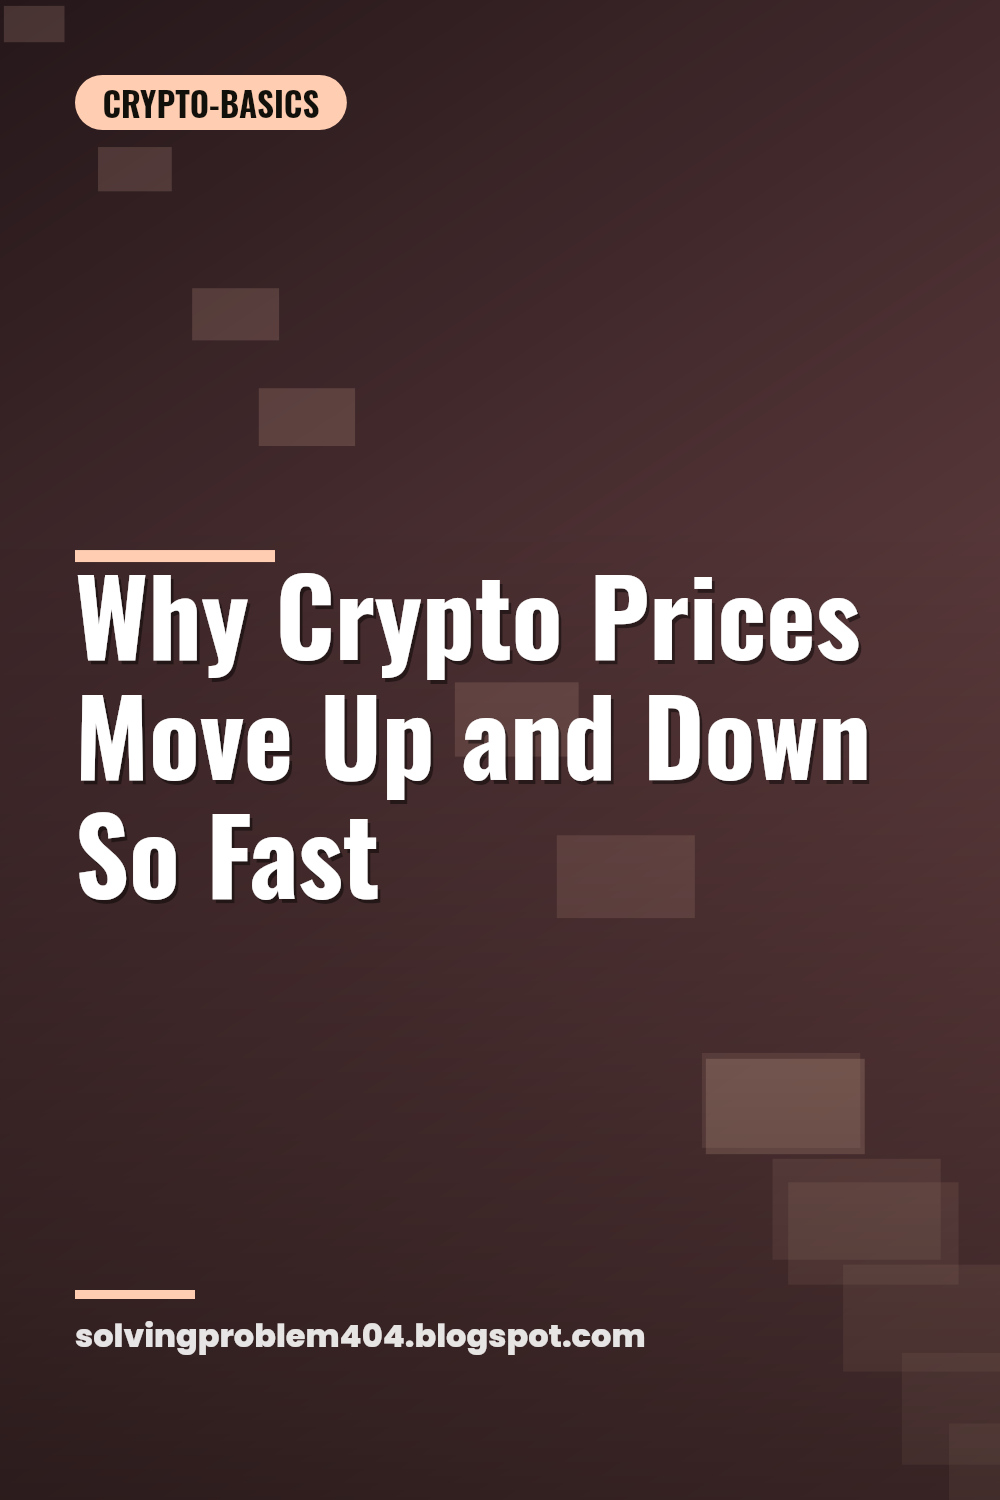 CRYPTO-BASICS
Why Crypto Prices
Move Up and Down
So Fast
solvingproblem404.blogspot.com